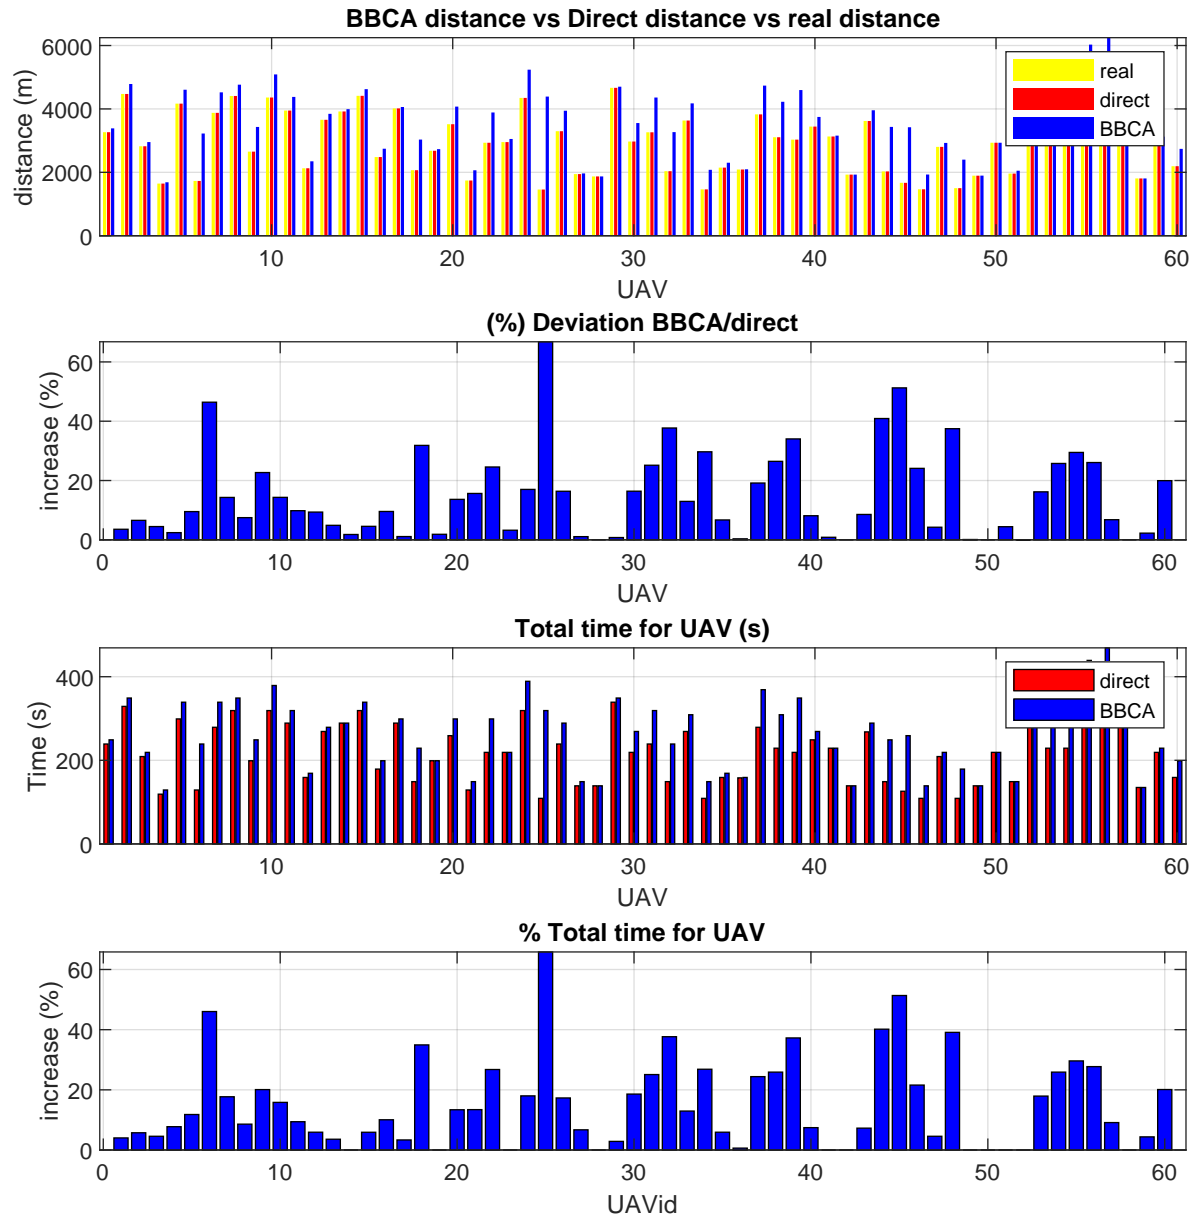 BBCA distance vs Direct distance vs real distance
6000
4000
2000
0
distance (m)
real
direct
BBCA
10 20 30 40 50 60
UAV
(%) Deviation BBCA/direct
60
40
20
0
increase (%)
0 10 20 30 40 50 60
UAV
Total time for UAV (s)
400
200
0
Time (s)
direct
BBCA
10 20 30 40 50 60
UAV
% Total time for UAV
60
40
20
0
increase (%)
0 10 20 30 40 50 60
UAVid